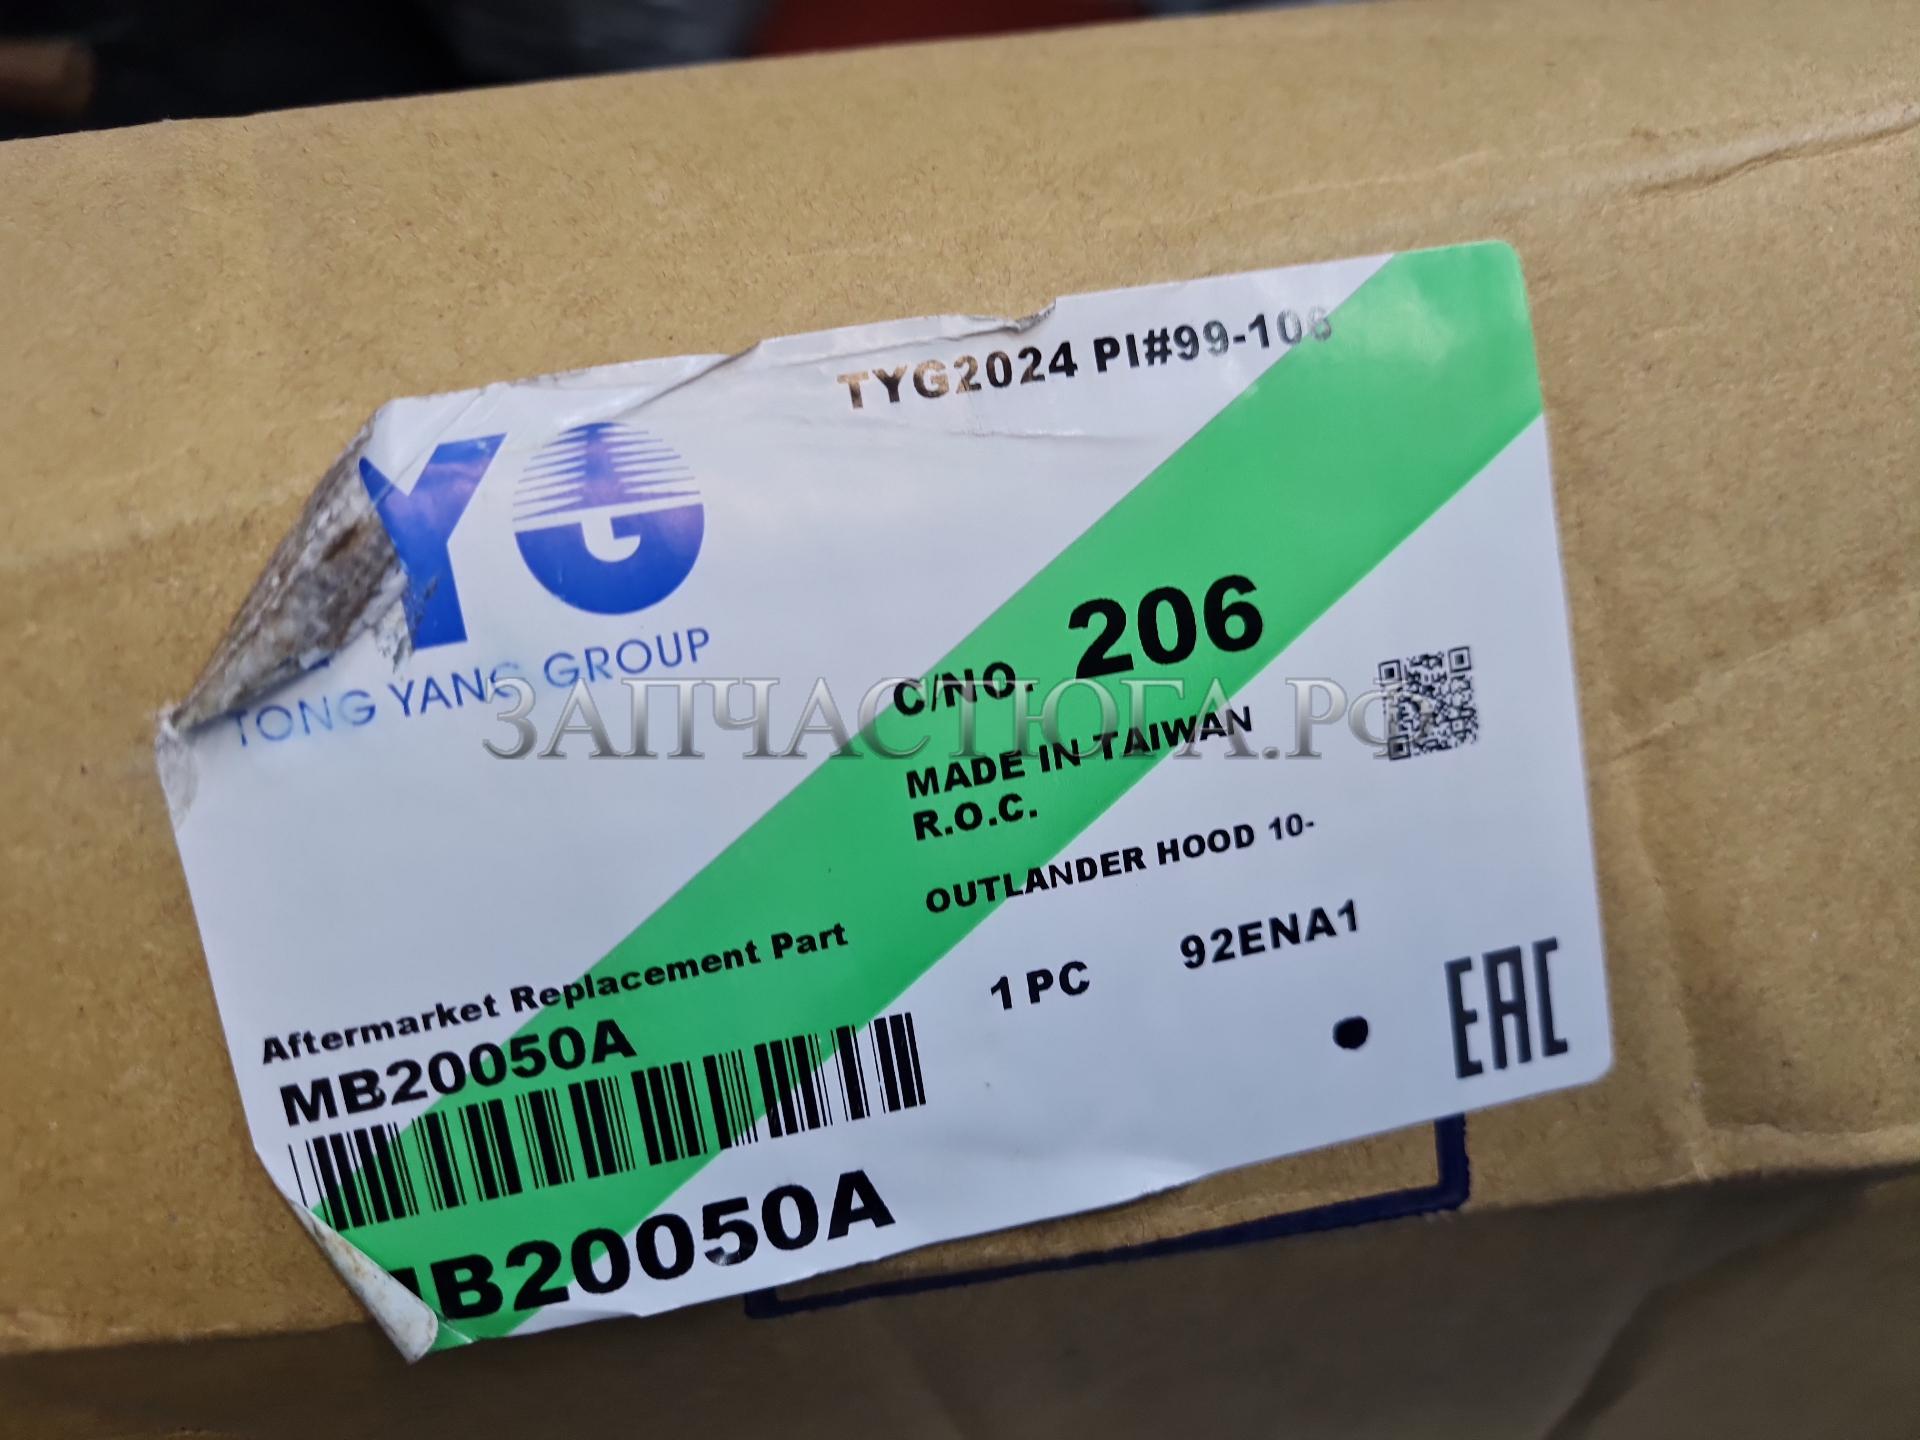 TYG2024 PI#99-106
YG
TONG YANG GROUP
C/NO. 206
MADE IN TAIWAN
R.O.C.
OUTLANDER HOOD 10-
Aftermarket Replacement Part
1 PC 92ENA1
MB20050A
EAC
MB20050A
ЗАПЧАСТЮГА.РФ